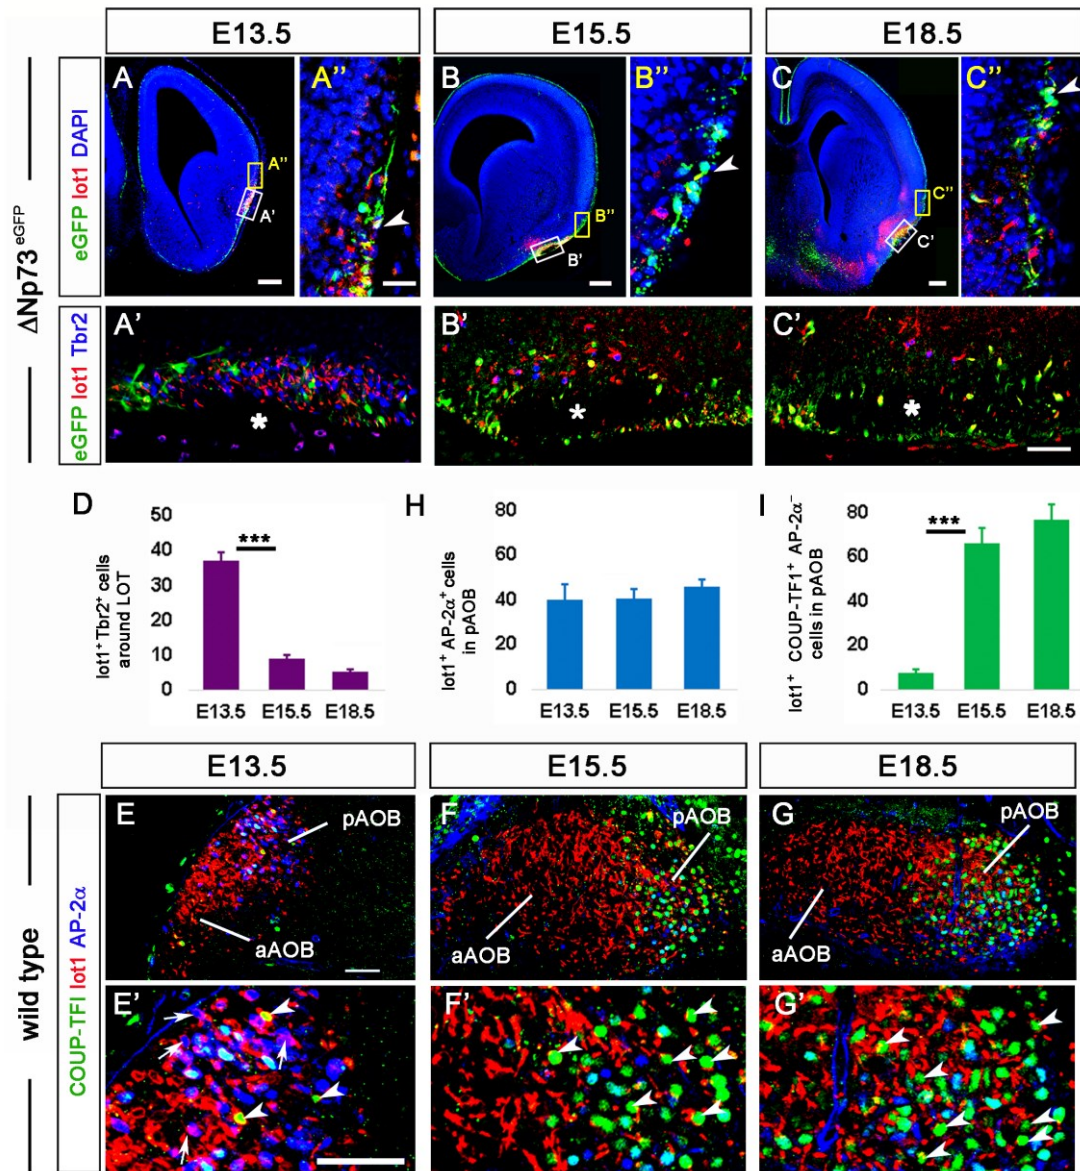 E13.5
E15.5
E18.5
ΔNp73 eGFP
eGFP lot1 DAPI
A
A''
A''
A'
B
B''
B''
B'
C
C''
C''
C'
eGFP lot1 Tbr2
A'
*
B'
*
C'
*
D
lot1+ Tbr2+ cells
around LOT
50
40
30
20
10
0
***
E13.5
E15.5
E18.5
H
lot1+ AP-2α+ cells
in pAOB
80
60
40
20
0
E13.5
E15.5
E18.5
I
lot1+ COUP-TF1+ AP-2α−
cells in pAOB
80
60
40
20
0
***
E13.5
E15.5
E18.5
E13.5
E15.5
E18.5
wild type
COUP-TFI lot1 AP-2α
E
pAOB
aAOB
F
pAOB
aAOB
G
pAOB
aAOB
E'
F'
G'